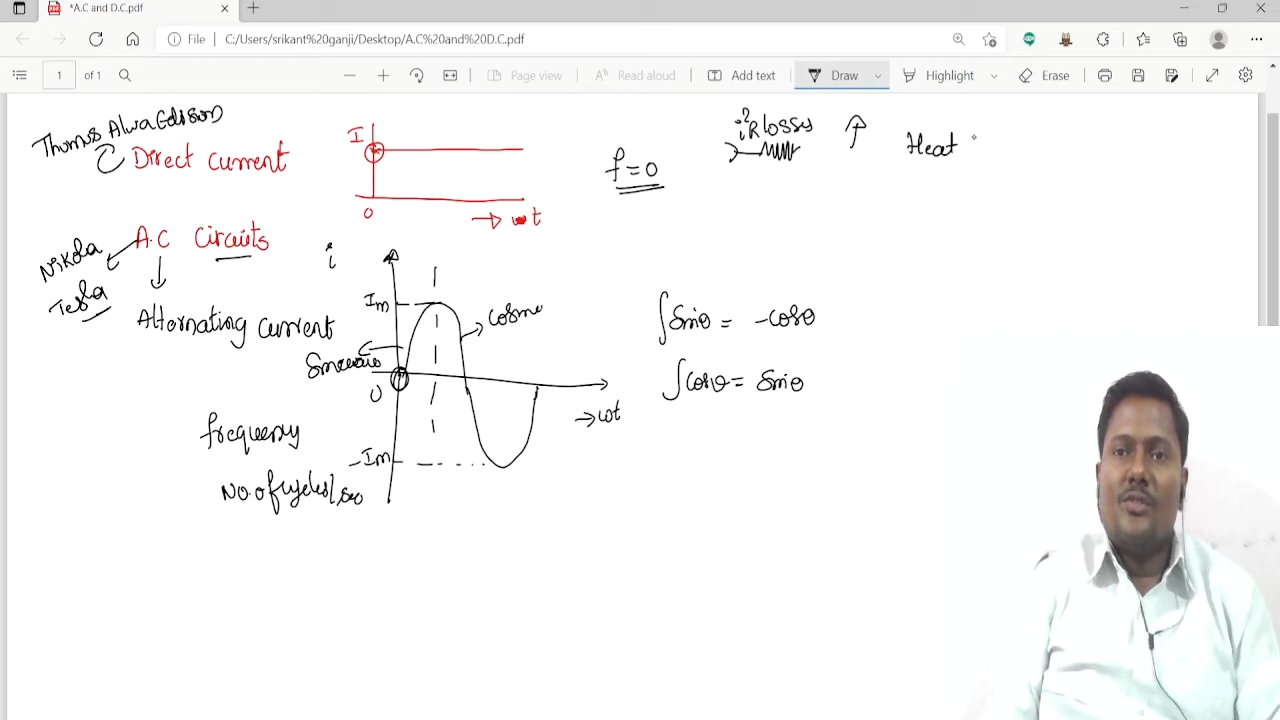 *A.C and D.C.pdf
File
C:/Users/srikant%20ganji/Desktop/A.C%20and%20D.C.pdf
1 of 1
Page view
Read aloud
Add text
Draw
Highlight
Erase
Thomas Alva Edison
Direct current
I
0
→ ωt
f=0
i²R losses ↑
Heat
Nikola
Tesla
A.C Circuits
Alternating current
i
Im
cosine
0
→ωt
-Im
frequency
No. of cycles/sec
∫sinθ = -cosθ
∫cosθ = sinθ